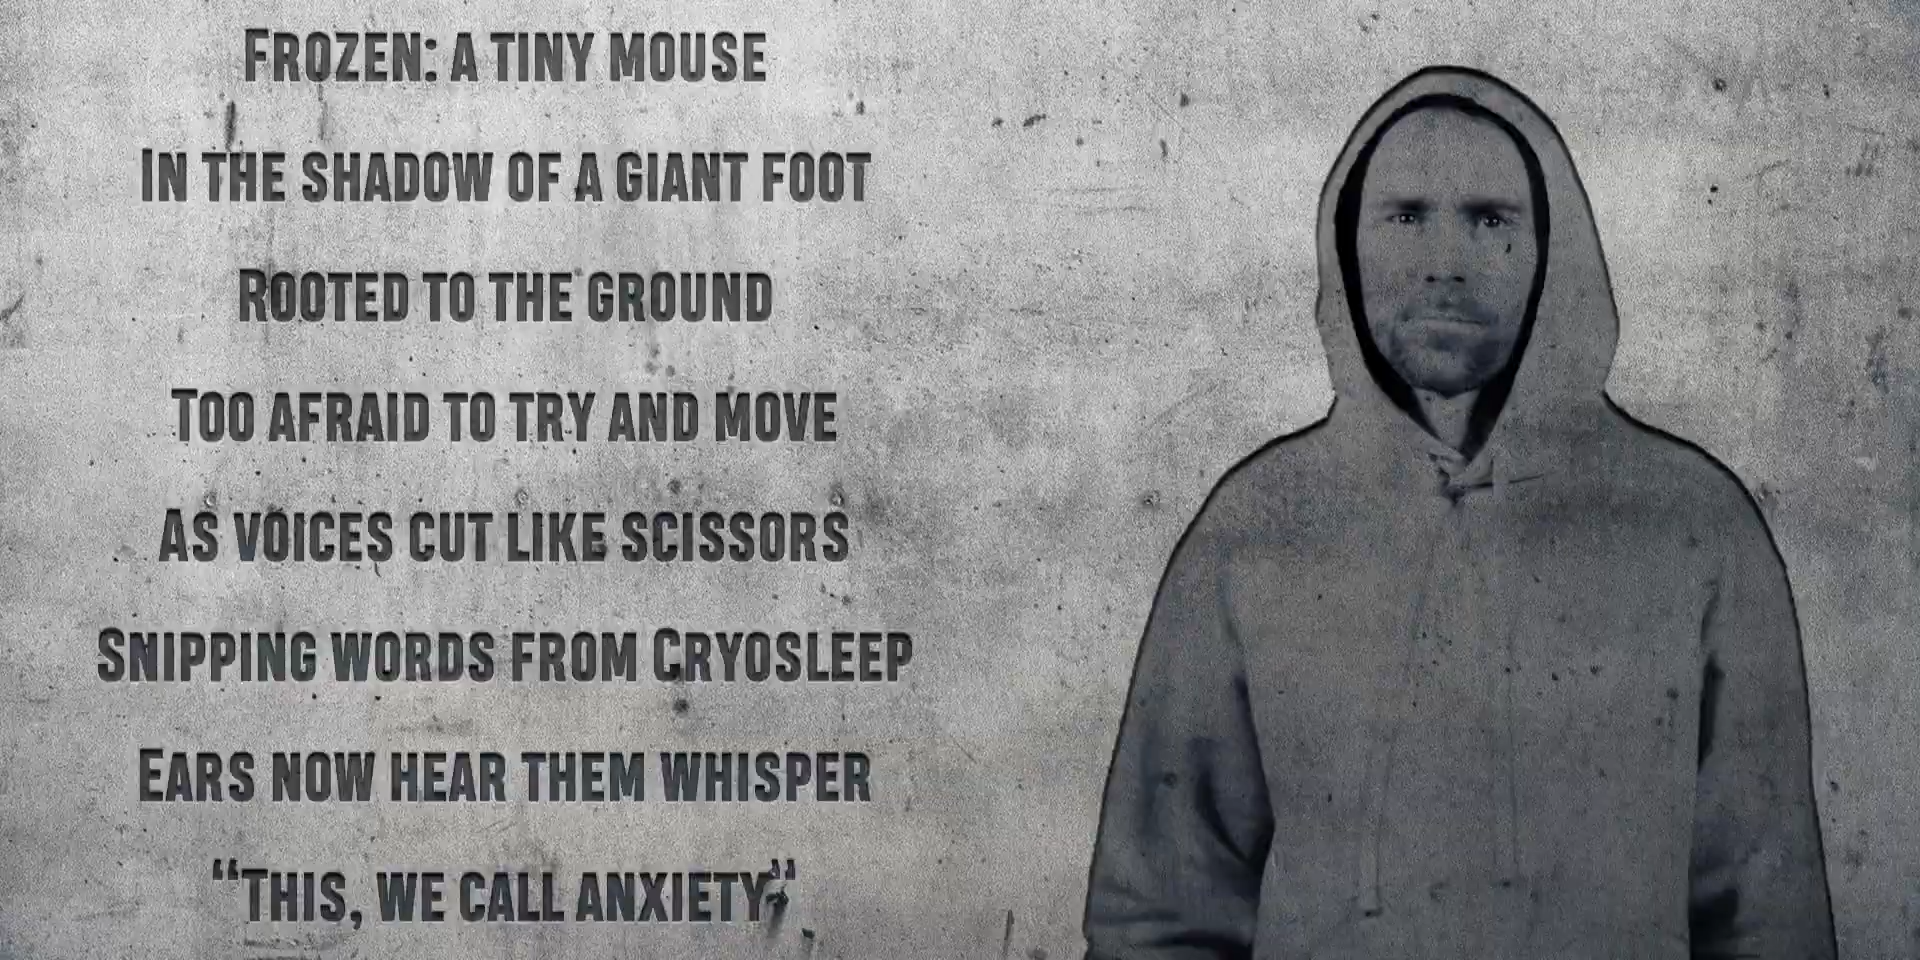 Frozen: a tiny mouse
In the shadow of a giant foot
Rooted to the ground
Too afraid to try and move
As voices cut like scissors
Snipping words from Cryosleep
Ears now hear them whisper
“This, we call anxiety”